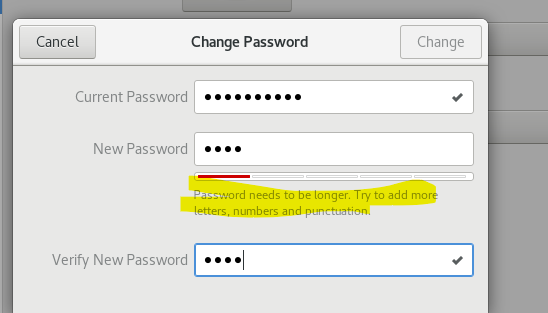 Cancel Change Password Change
Current Password ●●●●●●●●●● ✔
New Password ●●●●
Password needs to be longer. Try to add more
letters, numbers and punctuation.
Verify New Password ●●●● ✔